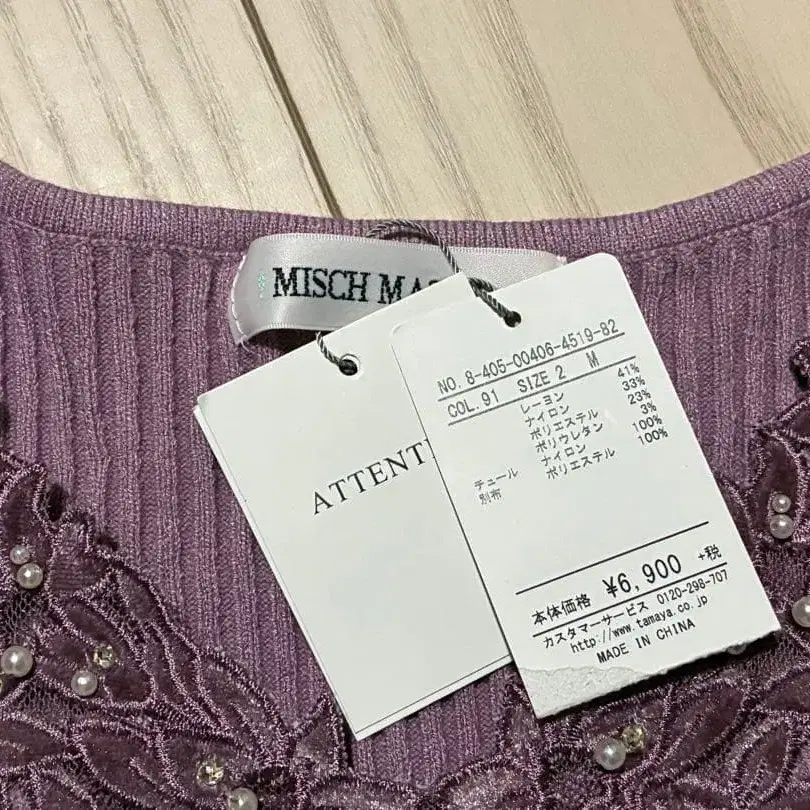 MISCH MA
ATTENT
NO. 8-405-00406-4519-82
COL. 91 SIZE 2 M
レーヨン 41%
ナイロン 33%
ポリエステル 23%
ポリウレタン 3%
チュール ナイロン 100%
別布 ポリエステル 100%
本体価格 ¥6,900 +税
カスタマーサービス 0120-298-707
http://www.tamaya.co.jp
MADE IN CHINA